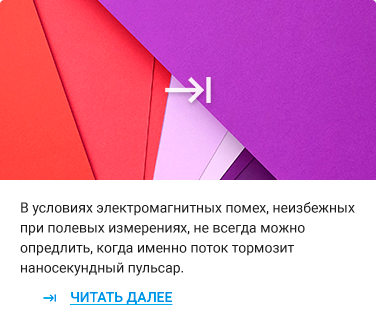 В условиях электромагнитных помех, неизбежных
при полевых измерениях, не всегда можно
опредлить, когда именно поток тормозит
наносекундный пульсар.
ЧИТАТЬ ДАЛЕЕ